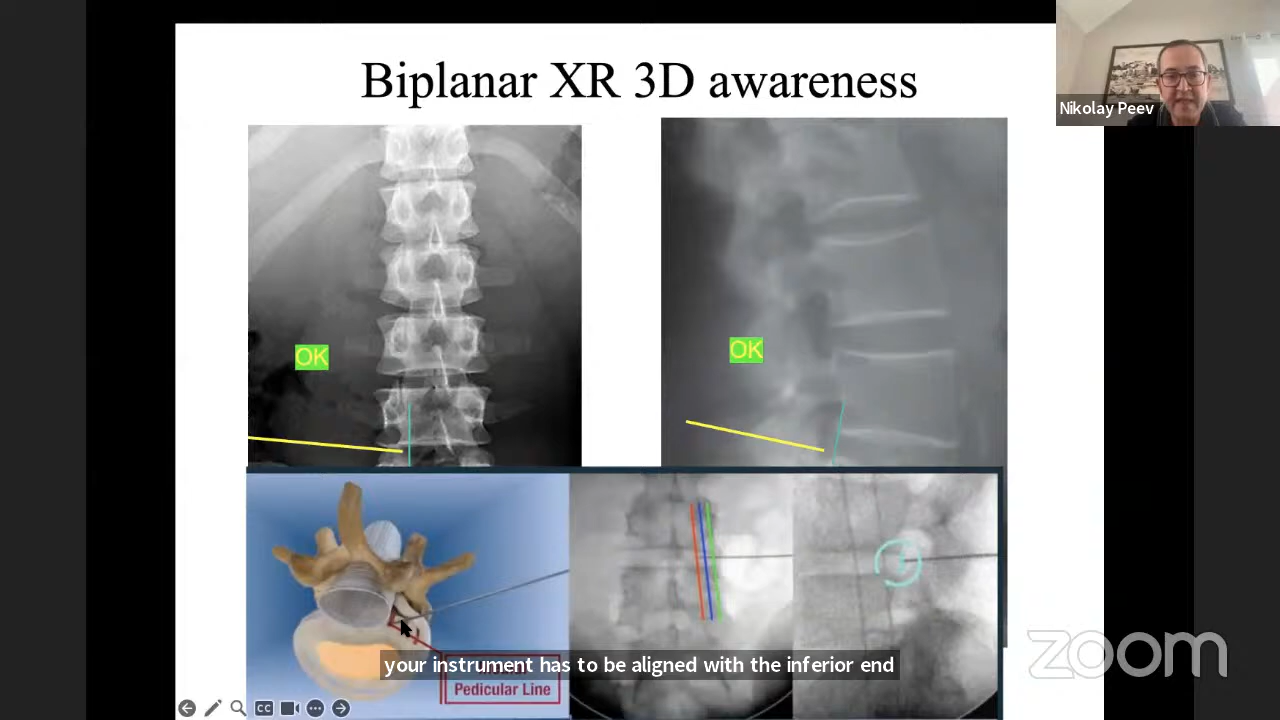 Biplanar XR 3D awareness
Nikolay Peev
OK
OK
Pedicular Line
your instrument has to be aligned with the inferior end
CC
zoom